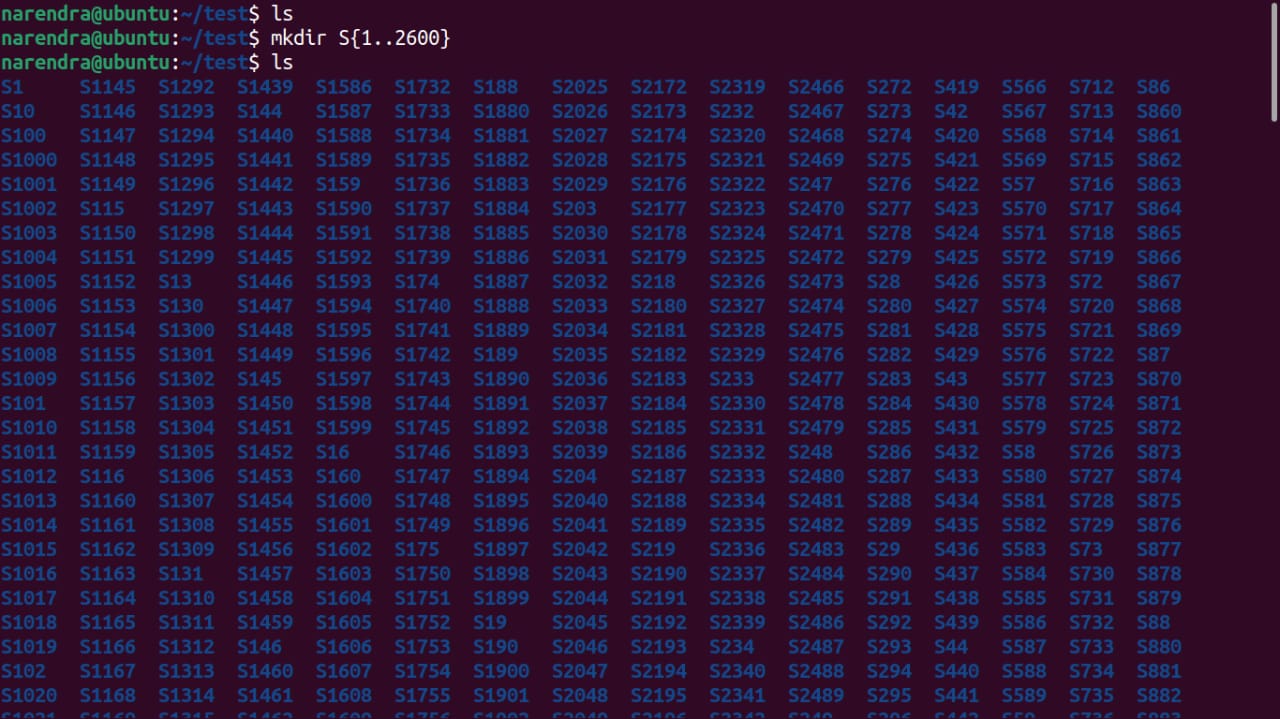 narendra@ubuntu:~/test$ ls
narendra@ubuntu:~/test$ mkdir S{1..2600}
narendra@ubuntu:~/test$ ls
S1 S1145 S1292 S1439 S1586 S1732 S188 S2025 S2172 S2319 S2466 S272 S419 S566 S712 S86
S10 S1146 S1293 S144 S1587 S1733 S1880 S2026 S2173 S232 S2467 S273 S42 S567 S713 S860
S100 S1147 S1294 S1440 S1588 S1734 S1881 S2027 S2174 S2320 S2468 S274 S420 S568 S714 S861
S1000 S1148 S1295 S1441 S1589 S1735 S1882 S2028 S2175 S2321 S2469 S275 S421 S569 S715 S862
S1001 S1149 S1296 S1442 S159 S1736 S1883 S2029 S2176 S2322 S247 S276 S422 S57 S716 S863
S1002 S115 S1297 S1443 S1590 S1737 S1884 S203 S2177 S2323 S2470 S277 S423 S570 S717 S864
S1003 S1150 S1298 S1444 S1591 S1738 S1885 S2030 S2178 S2324 S2471 S278 S424 S571 S718 S865
S1004 S1151 S1299 S1445 S1592 S1739 S1886 S2031 S2179 S2325 S2472 S279 S425 S572 S719 S866
S1005 S1152 S13 S1446 S1593 S174 S1887 S2032 S218 S2326 S2473 S28 S426 S573 S72 S867
S1006 S1153 S130 S1447 S1594 S1740 S1888 S2033 S2180 S2327 S2474 S280 S427 S574 S720 S868
S1007 S1154 S1300 S1448 S1595 S1741 S1889 S2034 S2181 S2328 S2475 S281 S428 S575 S721 S869
S1008 S1155 S1301 S1449 S1596 S1742 S189 S2035 S2182 S2329 S2476 S282 S429 S576 S722 S87
S1009 S1156 S1302 S145 S1597 S1743 S1890 S2036 S2183 S233 S2477 S283 S43 S577 S723 S870
S101 S1157 S1303 S1450 S1598 S1744 S1891 S2037 S2184 S2330 S2478 S284 S430 S578 S724 S871
S1010 S1158 S1304 S1451 S1599 S1745 S1892 S2038 S2185 S2331 S2479 S285 S431 S579 S725 S872
S1011 S1159 S1305 S1452 S16 S1746 S1893 S2039 S2186 S2332 S248 S286 S432 S58 S726 S873
S1012 S116 S1306 S1453 S160 S1747 S1894 S204 S2187 S2333 S2480 S287 S433 S580 S727 S874
S1013 S1160 S1307 S1454 S1600 S1748 S1895 S2040 S2188 S2334 S2481 S288 S434 S581 S728 S875
S1014 S1161 S1308 S1455 S1601 S1749 S1896 S2041 S2189 S2335 S2482 S289 S435 S582 S729 S876
S1015 S1162 S1309 S1456 S1602 S175 S1897 S2042 S219 S2336 S2483 S29 S436 S583 S73 S877
S1016 S1163 S131 S1457 S1603 S1750 S1898 S2043 S2190 S2337 S2484 S290 S437 S584 S730 S878
S1017 S1164 S1310 S1458 S1604 S1751 S1899 S2044 S2191 S2338 S2485 S291 S438 S585 S731 S879
S1018 S1165 S1311 S1459 S1605 S1752 S19 S2045 S2192 S2339 S2486 S292 S439 S586 S732 S88
S1019 S1166 S1312 S146 S1606 S1753 S190 S2046 S2193 S234 S2487 S293 S44 S587 S733 S880
S102 S1167 S1313 S1460 S1607 S1754 S1900 S2047 S2194 S2340 S2488 S294 S440 S588 S734 S881
S1020 S1168 S1314 S1461 S1608 S1755 S1901 S2048 S2195 S2341 S2489 S295 S441 S589 S735 S882